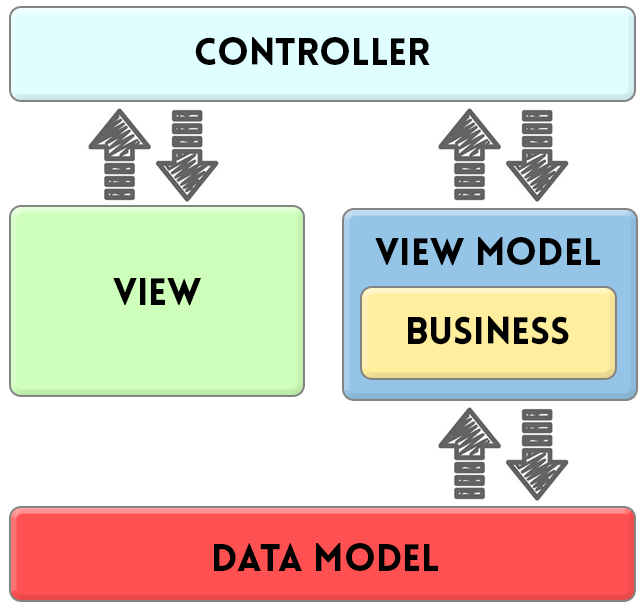 CONTROLLER
VIEW
VIEW MODEL
BUSINESS
DATA MODEL